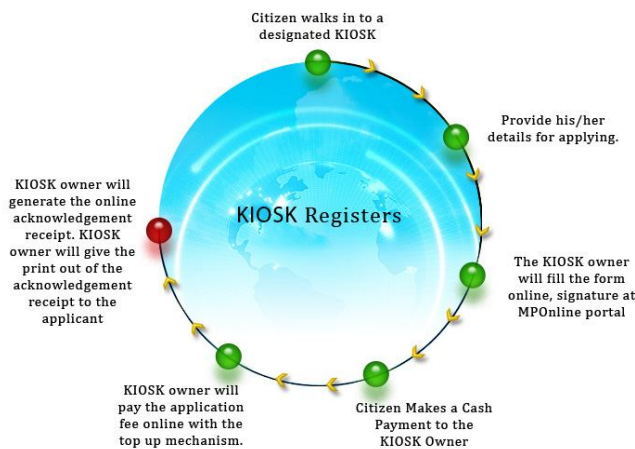 Citizen walks in to a
designated KIOSK
Provide his/her
details for applying.
The KIOSK owner
will fill the form
online, signature at
MPOnline portal
Citizen Makes a Cash
Payment to the
KIOSK Owner
KIOSK owner will
pay the application
fee online with the
top up mechanism.
KIOSK owner will
generate the online
acknowledgement
receipt. KIOSK
owner will give the
print out of the
acknowledgement
receipt to the
applicant
KIOSK Registers